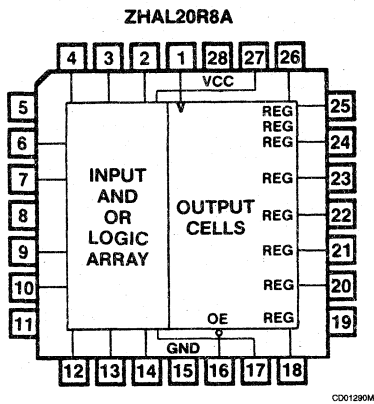 ZHAL20R8A
4 3 2 1 28 27 26
VCC
5 25
REG
REG
6 REG 24
7 REG 23
INPUT
AND
OR
LOGIC
ARRAY
OUTPUT
CELLS
8 REG 22
9 REG 21
10 REG 20
11 OE REG 19
GND
12 13 14 15 16 17 18
CD01290M